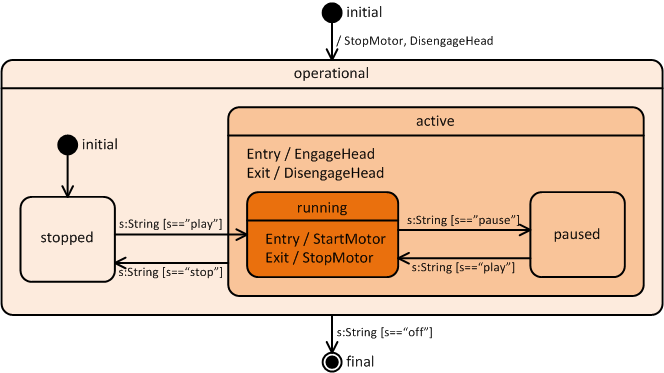 initial
/ StopMotor, DisengageHead
operational
active
initial
Entry / EngageHead
Exit / DisengageHead
running
s:String [s==”play”]
s:String [s==”pause”]
stopped
Entry / StartMotor
paused
Exit / StopMotor
s:String [s==“stop”]
s:String [s==“play”]
s:String [s==“off”]
final